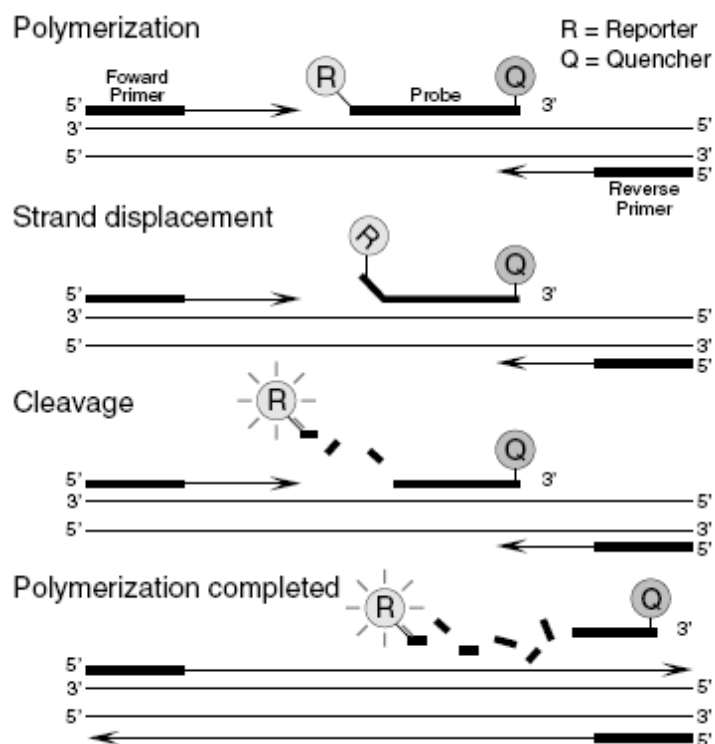 Polymerization
R = Reporter
Q = Quencher
Foward
Primer
R
Probe
Q
5' 3'
3' 5'
5' 3'
5'
Reverse
Primer
Strand displacement
R
Q
5' 3'
3' 5'
5' 3'
5'
Cleavage
R
Q
5' 3'
3' 5'
5' 3'
5'
Polymerization completed
R
Q
3'
5'
3' 5'
5' 3'
5'